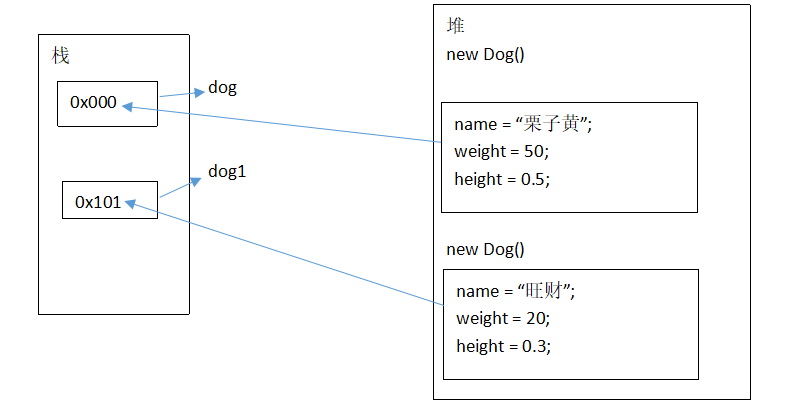 栈
0x000
dog
0x101
dog1
堆
new Dog()
name = “栗子黄”;
weight = 50;
height = 0.5;
new Dog()
name = “旺财”;
weight = 20;
height = 0.3;